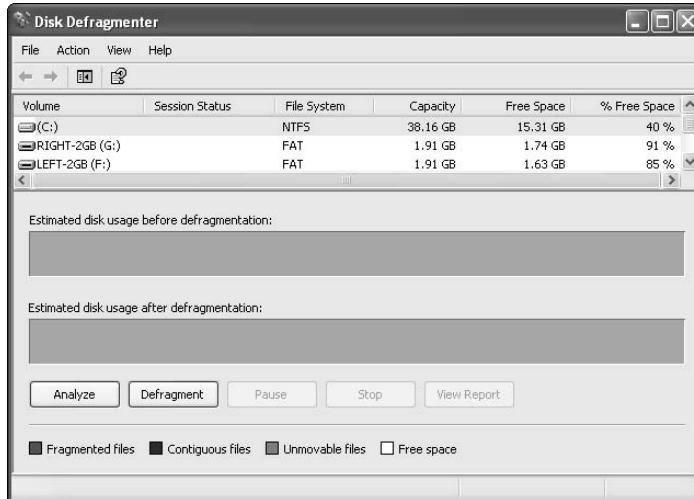 Disk Defragmenter
File Action View Help
Volume Session Status File System Capacity Free Space % Free Space
(C:) NTFS 38.16 GB 15.31 GB 40 %
RIGHT-2GB (G:) FAT 1.91 GB 1.74 GB 91 %
LEFT-2GB (F:) FAT 1.91 GB 1.63 GB 85 %
Estimated disk usage before defragmentation:
Estimated disk usage after defragmentation:
Analyze Defragment Pause Stop View Report
Fragmented files Contiguous files Unmovable files Free space